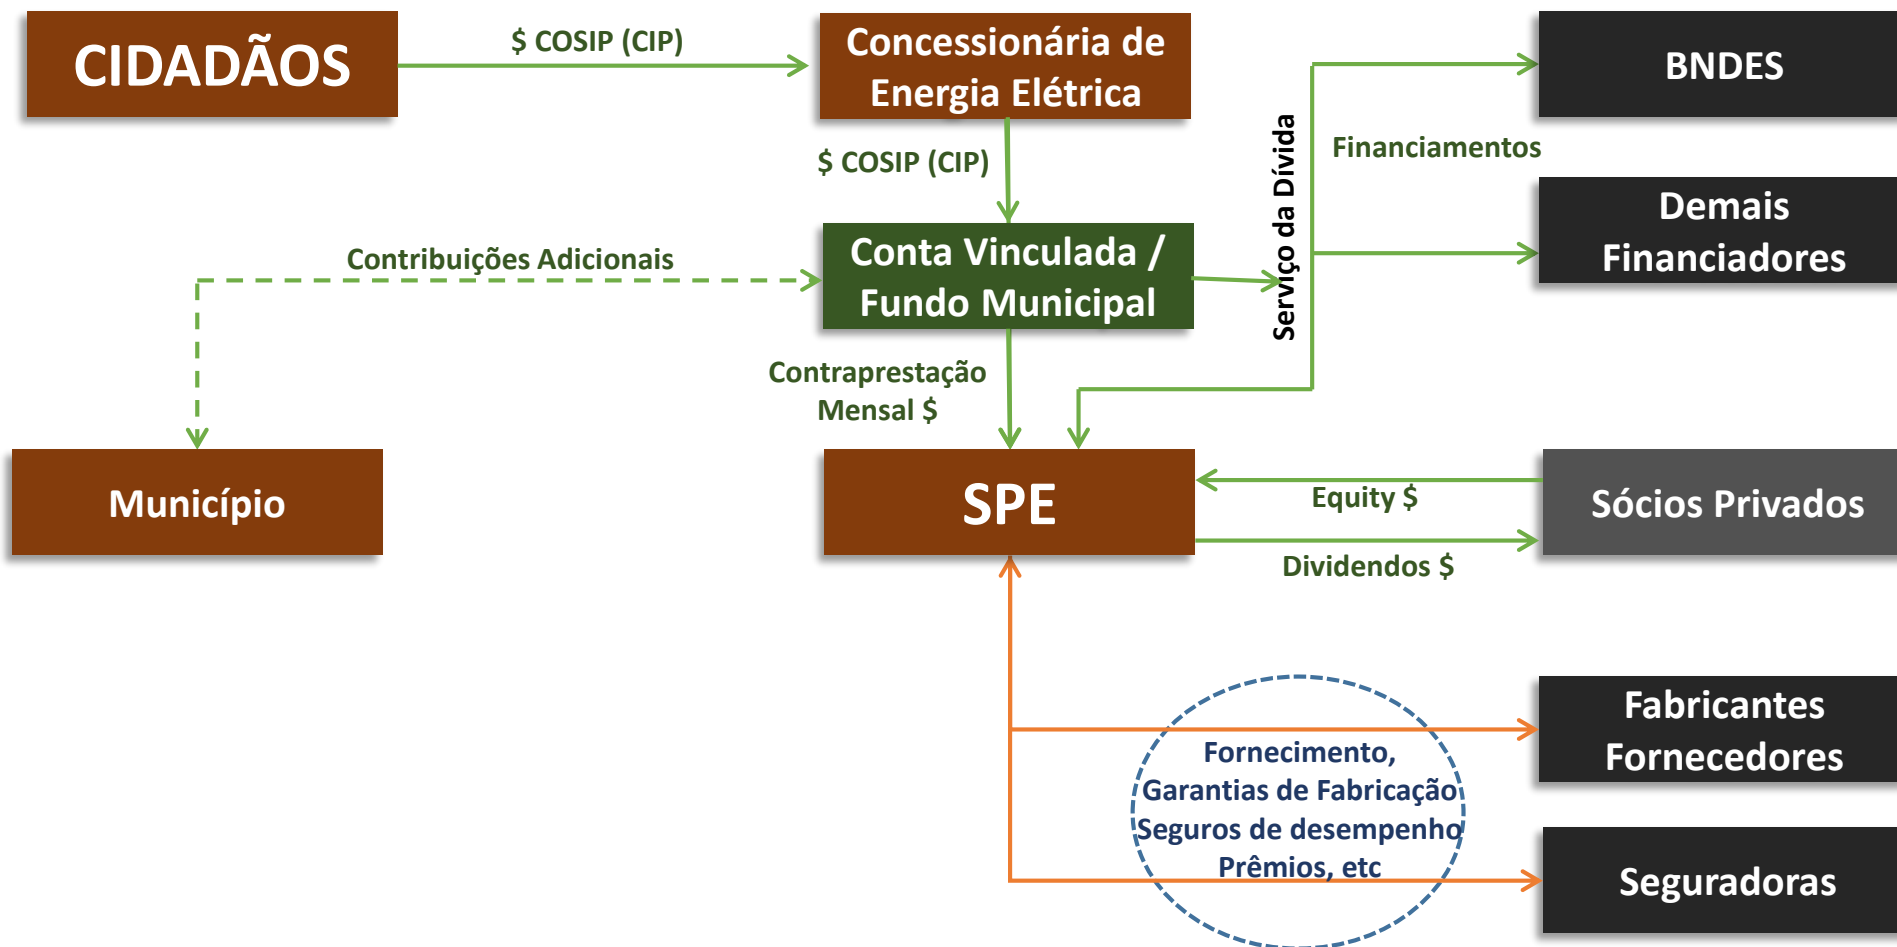 CIDADÃOS
$ COSIP (CIP)
Concessionária de
Energia Elétrica
BNDES
$ COSIP (CIP)
Serviço da Dívida
Financiamentos
Demais
Financiadores
Contribuições Adicionais
Conta Vinculada /
Fundo Municipal
Contraprestação
Mensal $
Município
SPE
Equity $
Dividendos $
Sócios Privados
Fornecimento,
Garantias de Fabricação
Seguros de desempenho
Prêmios, etc
Fabricantes
Fornecedores
Seguradoras